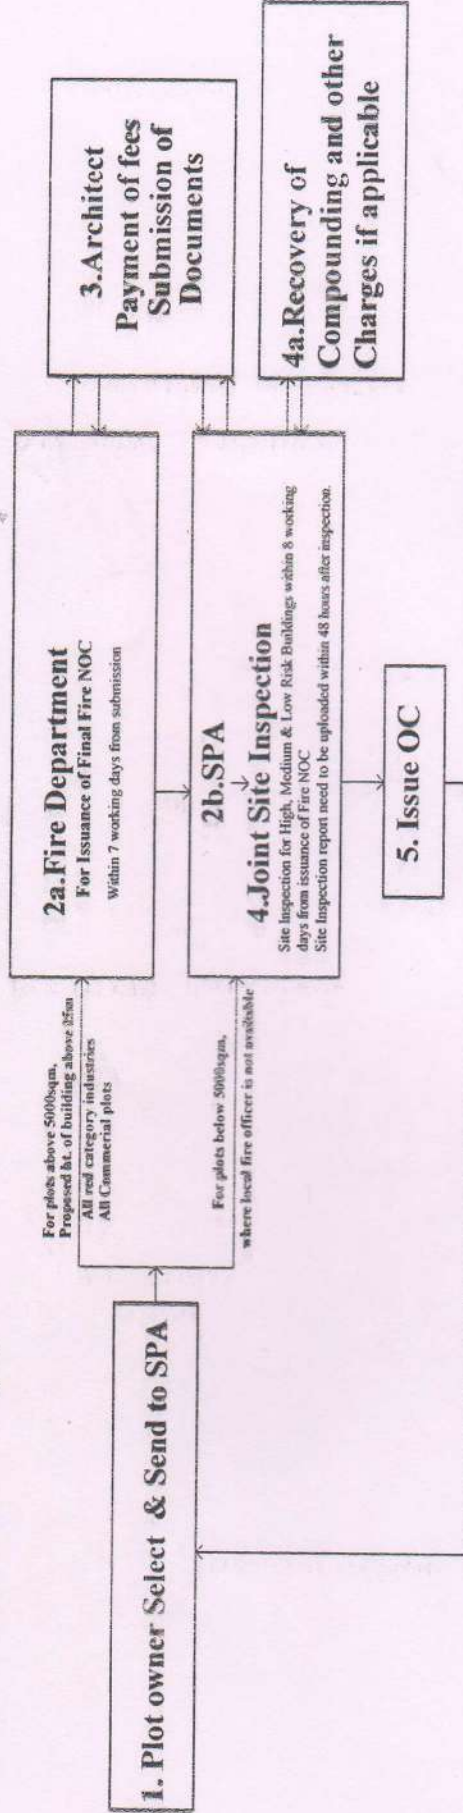 1. Plot owner Select & Send to SPA
For plots above 5000sqm,
Proposed ht. of building above 25m
All red category industries
All Commerial plots
For plots below 5000sqm,
where local fire officer is not available
2a.Fire Department
For Issuance of Final Fire NOC
Within 7 working days from submission
2b.SPA
4.Joint Site Inspection
Site Inspection for High, Medium & Low Risk Buildings within 8 working
days from issuance of Fire NOC
Site Inspection report need to be uploaded within 48 hours after inspection.
3.Architect
Payment of fees
Submission of
Documents
4a.Recovery of
Compounding and other
Charges if applicable
5. Issue OC